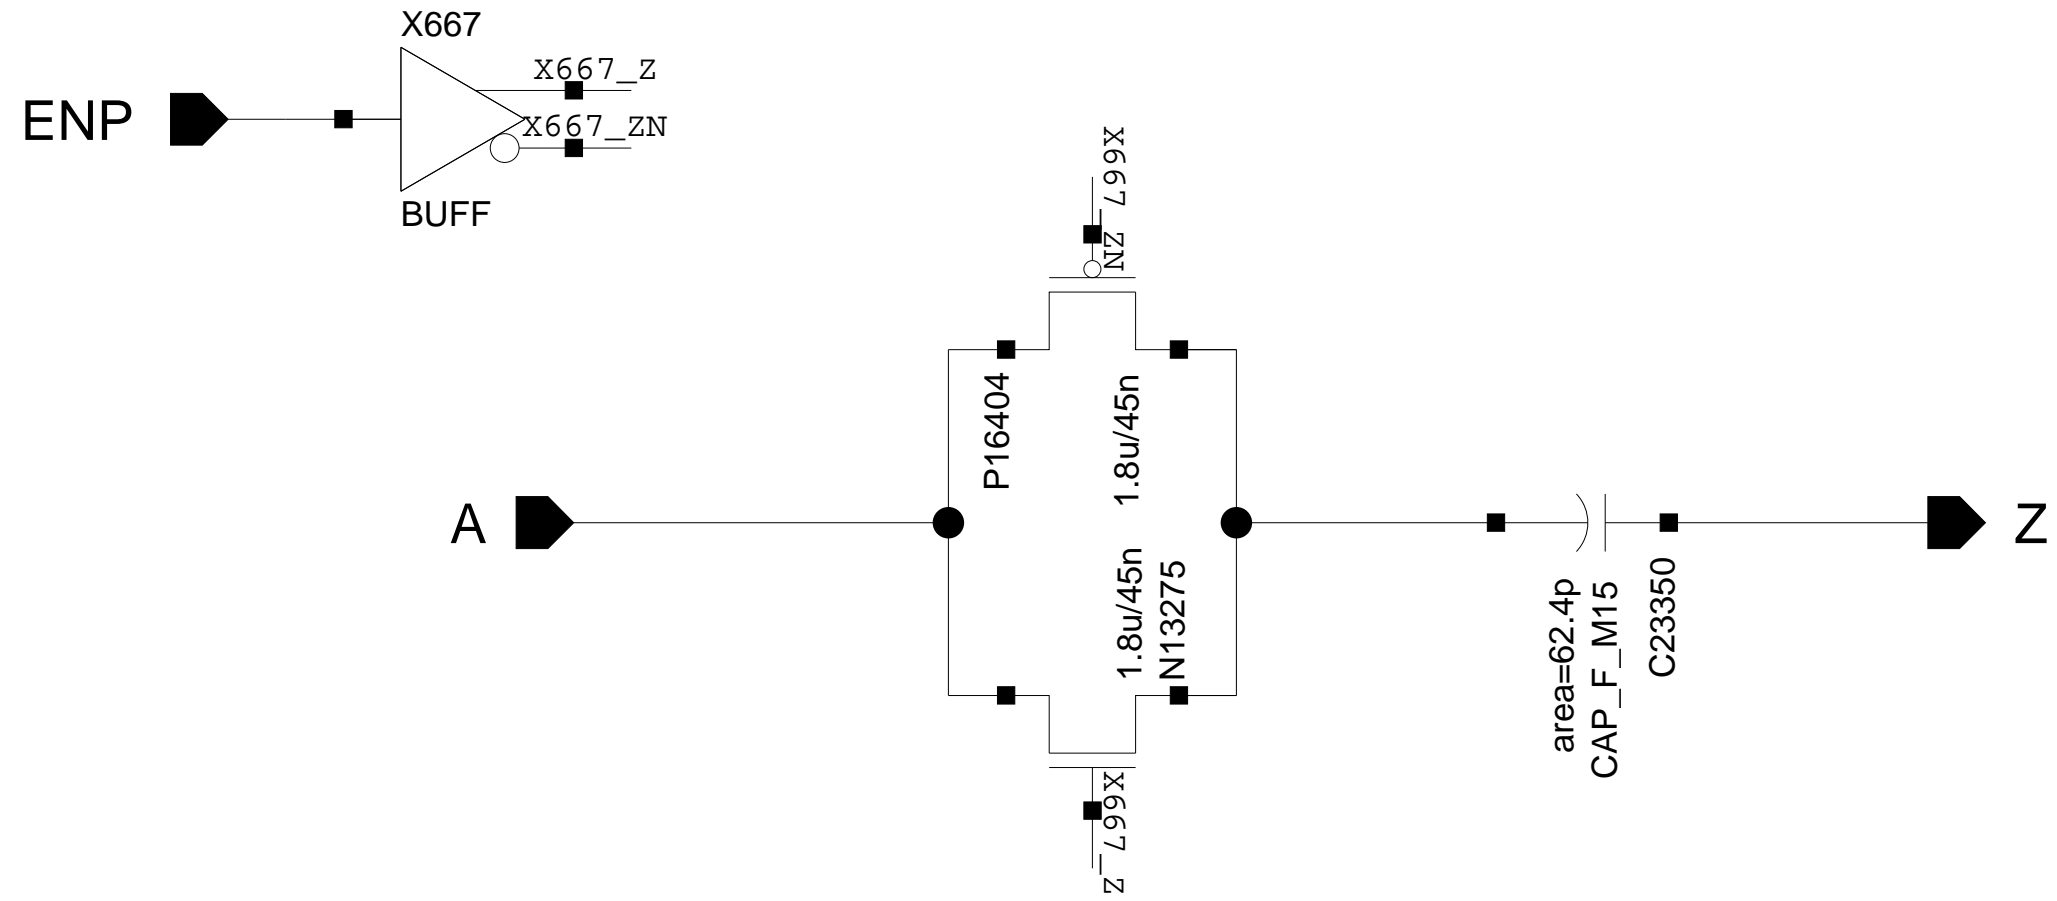 X667
X667_Z
ENP
X667_ZN
BUFF
X667_ZN
P16404
1.8u/45n
A
Z
1.8u/45n
N13275
area=62.4p
CAP_F_M15
C23350
X667_Z